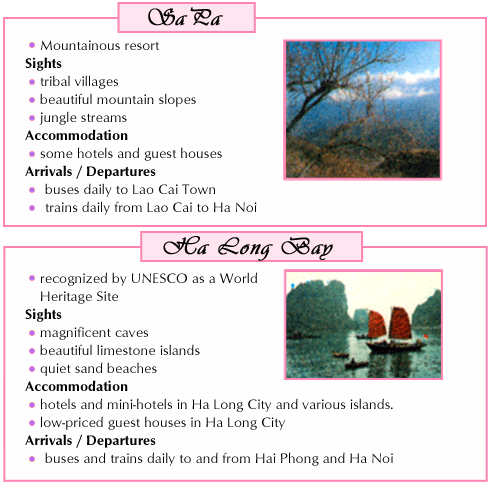 Sa Pa
• Mountainous resort
Sights
• tribal villages
• beautiful mountain slopes
• jungle streams
Accommodation
• some hotels and guest houses
Arrivals / Departures
• buses daily to Lao Cai Town
• trains daily from Lao Cai to Ha Noi
Ha Long Bay
• recognized by UNESCO as a World
Heritage Site
Sights
• magnificent caves
• beautiful limestone islands
• quiet sand beaches
Accommodation
• hotels and mini-hotels in Ha Long City and various islands.
• low-priced guest houses in Ha Long City
Arrivals / Departures
• buses and trains daily to and from Hai Phong and Ha Noi